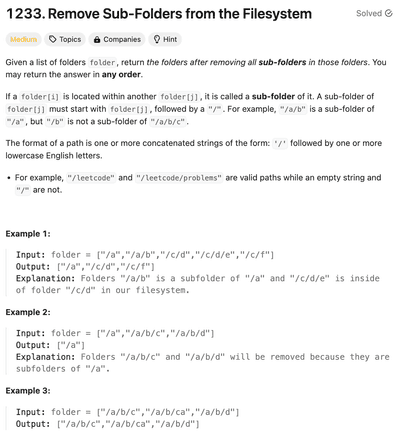 1233. Remove Sub-Folders from the Filesystem
Solved
Medium Topics Companies Hint
Given a list of folders folder, return the folders after removing all sub-folders in those folders. You
may return the answer in any order.
If a folder[i] is located within another folder[j], it is called a sub-folder of it. A sub-folder of
folder[j] must start with folder[j], followed by a "/". For example, "/a/b" is a sub-folder of
"/a", but "/b" is not a sub-folder of "/a/b/c".
The format of a path is one or more concatenated strings of the form: '/' followed by one or more
lowercase English letters.
• For example, "/leetcode" and "/leetcode/problems" are valid paths while an empty string and
"/" are not.
Example 1:
Input: folder = ["/a","/a/b","/c/d","/c/d/e","/c/f"]
Output: ["/a","/c/d","/c/f"]
Explanation: Folders "/a/b" is a subfolder of "/a" and "/c/d/e" is inside
of folder "/c/d" in our filesystem.
Example 2:
Input: folder = ["/a","/a/b/c","/a/b/d"]
Output: ["/a"]
Explanation: Folders "/a/b/c" and "/a/b/d" will be removed because they are
subfolders of "/a".
Example 3:
Input: folder = ["/a/b/c","/a/b/ca","/a/b/d"]
Output: ["/a/b/c","/a/b/ca","/a/b/d"]